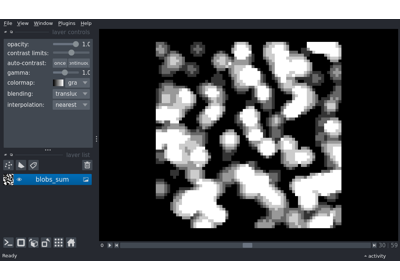 File View Window Plugins Help
layer controls
opacity: 1.0
contrast limits:
auto-contrast: once
gamma: 1.0
colormap: gra
blending: translu
interpolation: nearest
layer list
blobs_sum
0 30 59
Ready activity